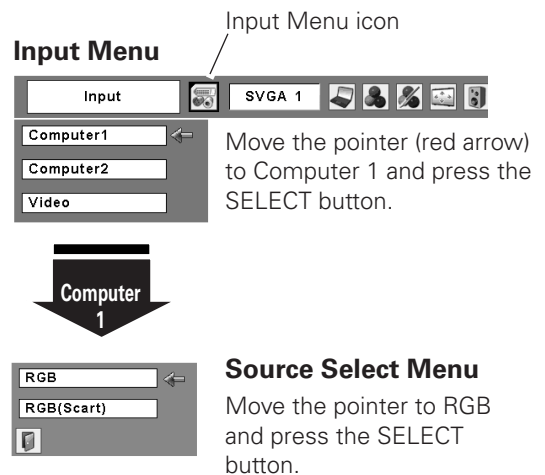 Input Menu icon
Input Menu
Input SVGA 1
Computer1
Computer2
Video
Move the pointer (red arrow)
to Computer 1 and press the
SELECT button.
Computer
1
RGB
RGB(Scart)
Source Select Menu
Move the pointer to RGB
and press the SELECT
button.